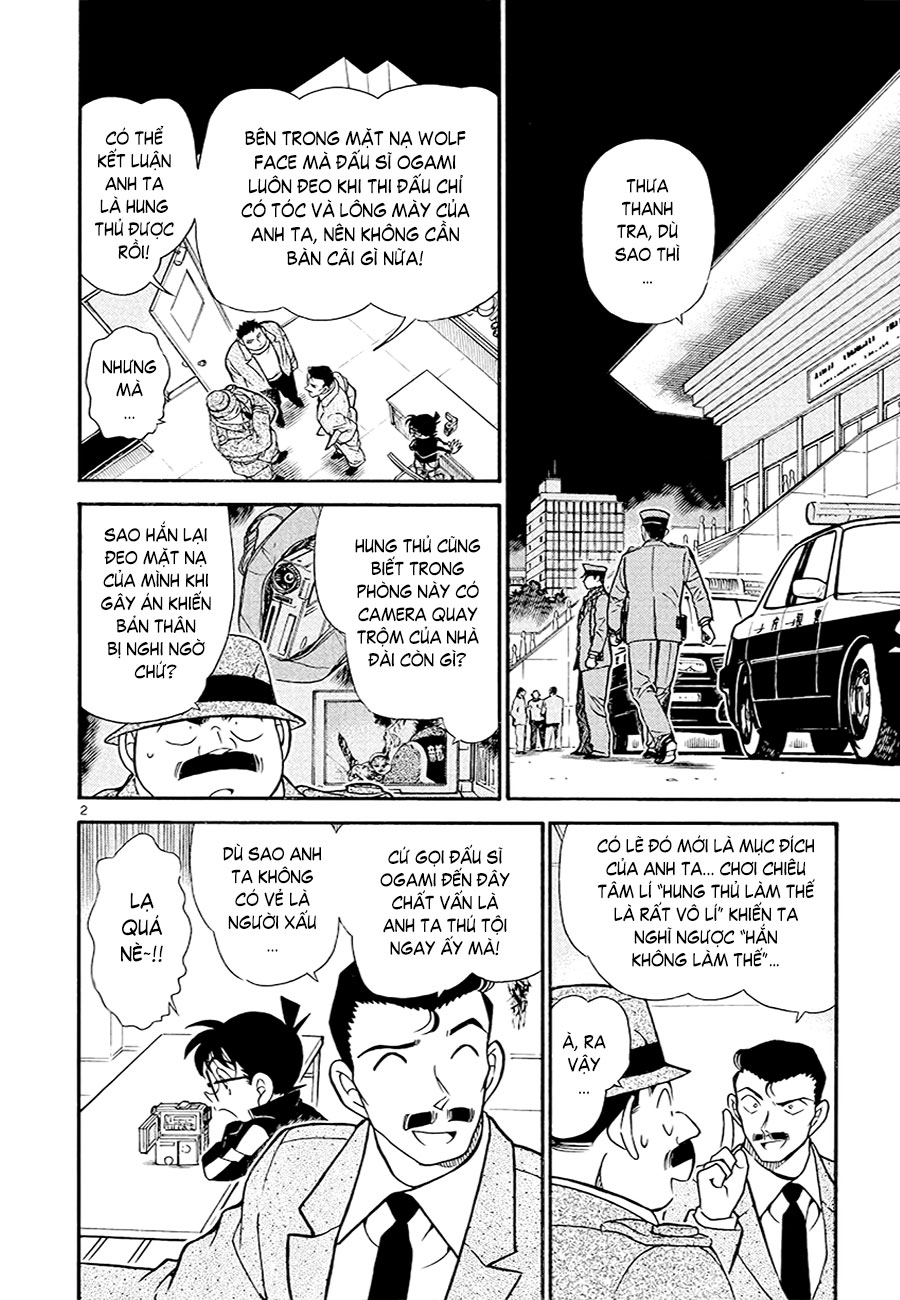 THƯA
THANH
TRA, DÙ
SAO THÌ
...
BÊN TRONG MẶT NẠ WOLF
FACE MÀ ĐẤU SĨ OGAMI
LUÔN ĐEO KHI THI ĐẤU CHỈ
CÓ TÓC VÀ LÔNG MÀY CỦA
ANH TA, NÊN KHÔNG CẦN
BÀN CÃI GÌ NỮA!
CÓ THỂ
KẾT LUẬN
ANH TA
LÀ HUNG
THỦ ĐƯỢC
RỒI!
NHƯNG
MÀ
...
HUNG THỦ CŨNG
BIẾT TRONG
PHÒNG NÀY CÓ
CAMERA QUAY
TRỘM CỦA NHÀ
ĐÀI CÒN GÌ?
SAO HẮN LẠI
ĐEO MẶT NẠ
CỦA MÌNH KHI
GÂY ÁN KHIẾN
BẢN THÂN
BỊ NGHI NGỜ
CHỨ?
2
CÓ LẼ ĐÓ MỚI LÀ MỤC ĐÍCH
CỦA ANH TA... CHƠI CHIÊU
TÂM LÍ "HUNG THỦ LÀM THẾ
LÀ RẤT VÔ LÍ" KHIẾN TA
NGHĨ NGƯỢC "HẮN
KHÔNG LÀM THẾ"...
À, RA
VẬY
...
CỨ GỌI ĐẤU SĨ
OGAMI ĐẾN ĐÂY
CHẤT VẤN LÀ
ANH TA THÚ TỘI
NGAY ẤY MÀ!
DÙ SAO ANH
TA KHÔNG
CÓ VẺ LÀ
NGƯỜI XẤU
...
LẠ
QUÁ
NÈ~!!